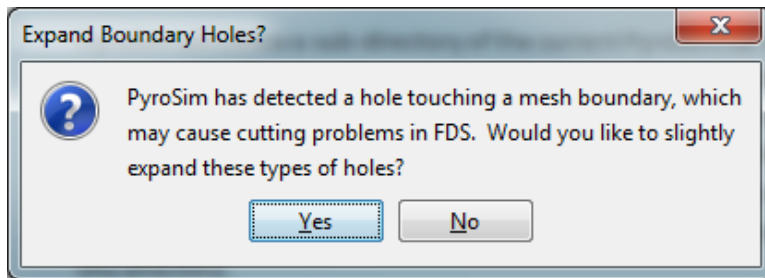 Expand Boundary Holes?
PyroSim has detected a hole touching a mesh boundary, which
may cause cutting problems in FDS.  Would you like to slightly
expand these types of holes?
Yes
No